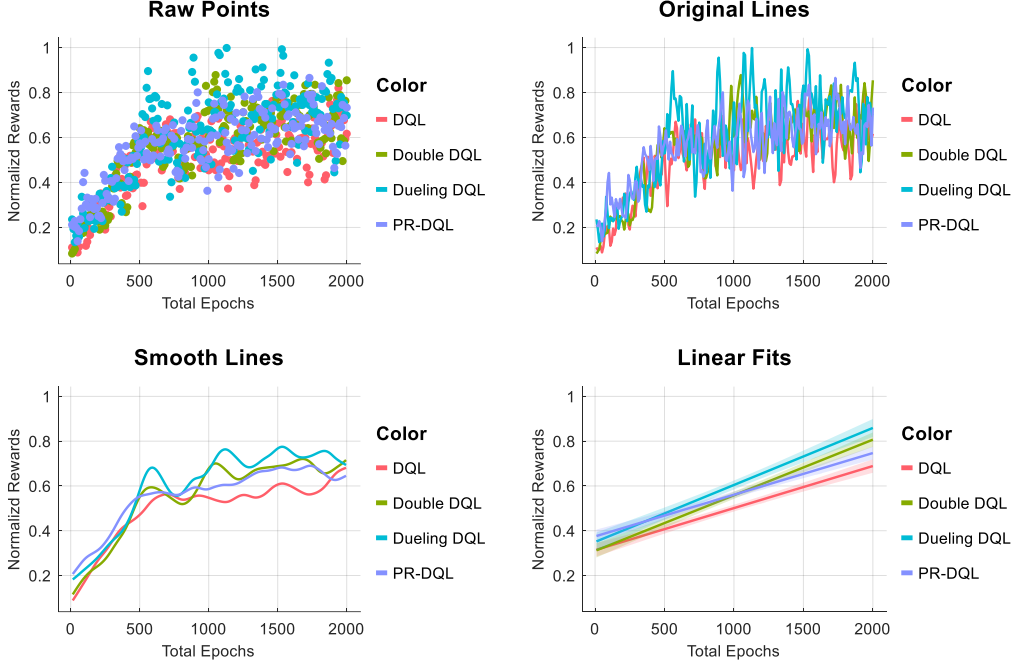 Raw Points
Normalizd Rewards
1
0.8
0.6
0.4
0.2
0 500 1000 1500 2000
Total Epochs
Color
DQL
Double DQL
Dueling DQL
PR-DQL
Original Lines
Normalizd Rewards
1
0.8
0.6
0.4
0.2
0 500 1000 1500 2000
Total Epochs
Color
DQL
Double DQL
Dueling DQL
PR-DQL
Smooth Lines
Normalizd Rewards
1
0.8
0.6
0.4
0.2
0 500 1000 1500 2000
Total Epochs
Color
DQL
Double DQL
Dueling DQL
PR-DQL
Linear Fits
Normalizd Rewards
1
0.8
0.6
0.4
0.2
0 500 1000 1500 2000
Total Epochs
Color
DQL
Double DQL
Dueling DQL
PR-DQL